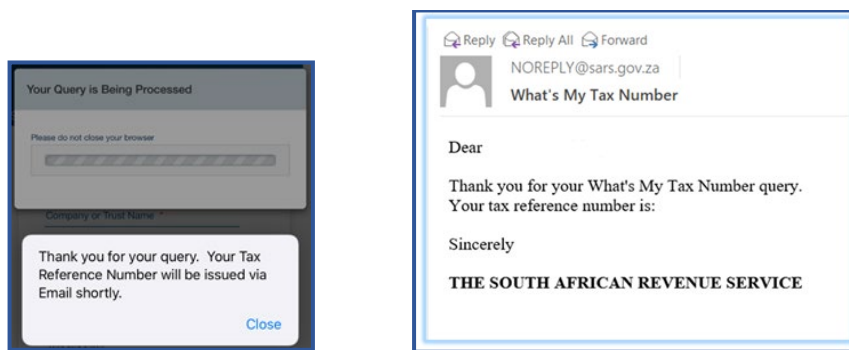 Your Query is Being Processed
Please do not close your browser
Company or Trust Name *
Thank you for your query. Your Tax
Reference Number will be issued via
Email shortly.
Close
Reply Reply All Forward
NOREPLY@sars.gov.za
What's My Tax Number
Dear
Thank you for your What's My Tax Number query.
Your tax reference number is:
Sincerely
THE SOUTH AFRICAN REVENUE SERVICE